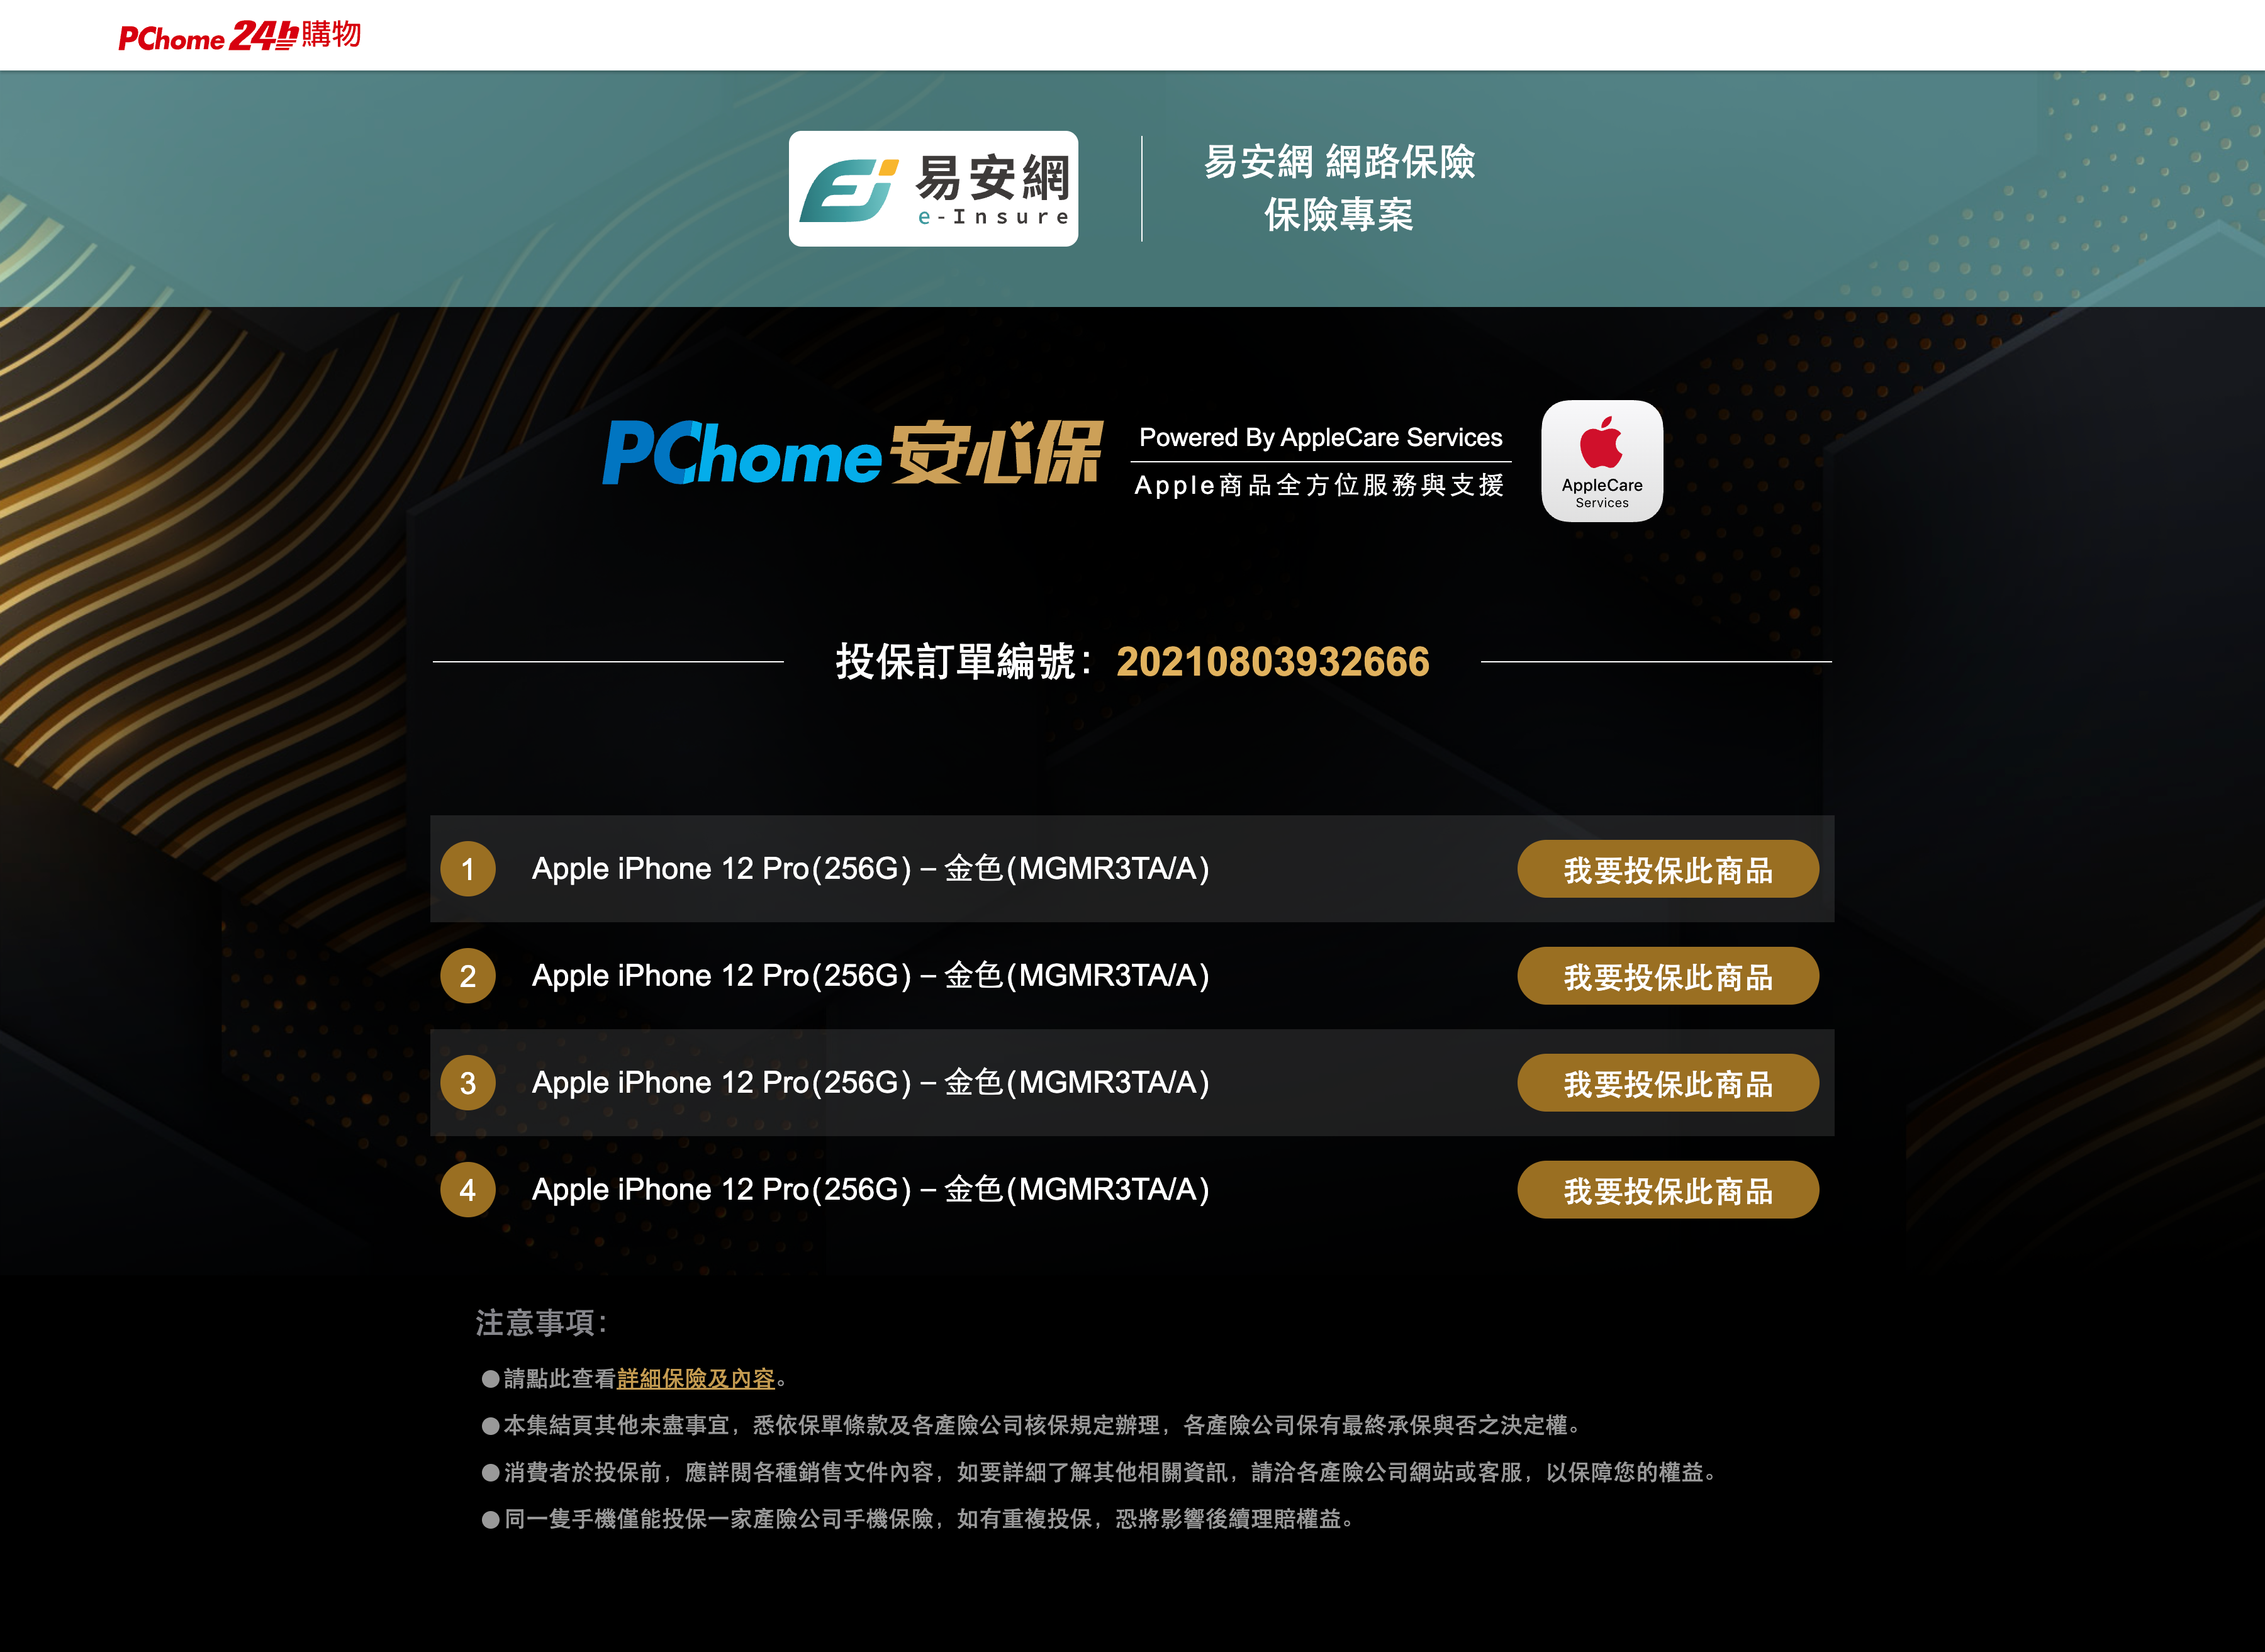 PChome 24h購物
易安網
e-Insure
易安網 網路保險
保險專案
PChome安心保
Powered By AppleCare Services
Apple商品全方位服務與支援
AppleCare
Services
投保訂單編號：20210803932666
1 Apple iPhone 12 Pro(256G) – 金色(MGMR3TA/A) 我要投保此商品
2 Apple iPhone 12 Pro(256G) – 金色(MGMR3TA/A) 我要投保此商品
3 Apple iPhone 12 Pro(256G) – 金色(MGMR3TA/A) 我要投保此商品
4 Apple iPhone 12 Pro(256G) – 金色(MGMR3TA/A) 我要投保此商品
注意事項：
●請點此查看詳細保險及內容。
●本集結頁其他未盡事宜，悉依保單條款及各產險公司核保規定辦理，各產險公司保有最終承保與否之決定權。
●消費者於投保前，應詳閱各種銷售文件內容，如要詳細了解其他相關資訊，請洽各產險公司網站或客服，以保障您的權益。
●同一隻手機僅能投保一家產險公司手機保險，如有重複投保，恐將影響後續理賠權益。